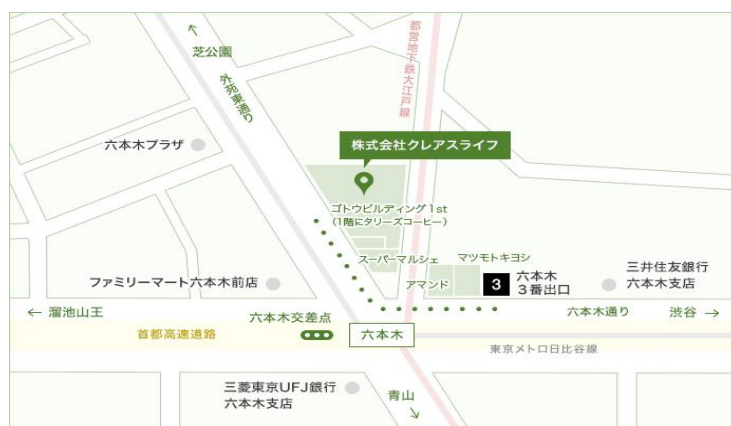 ↑
芝公園
外苑東通り
都営地下鉄大江戸線
六本木プラザ
株式会社クレアスライフ
ゴトウビルディング1st
(1階にタリーズコーヒー)
スーパーマルシェ
マツモトキヨシ
アマンド
3
六本木
3番出口
三井住友銀行
六本木支店
ファミリーマート六本木前店
← 溜池山王
六本木交差点
六本木通り
渋谷 →
首都高速道路
六本木
東京メトロ日比谷線
三菱東京UFJ銀行
六本木支店
青山
↘